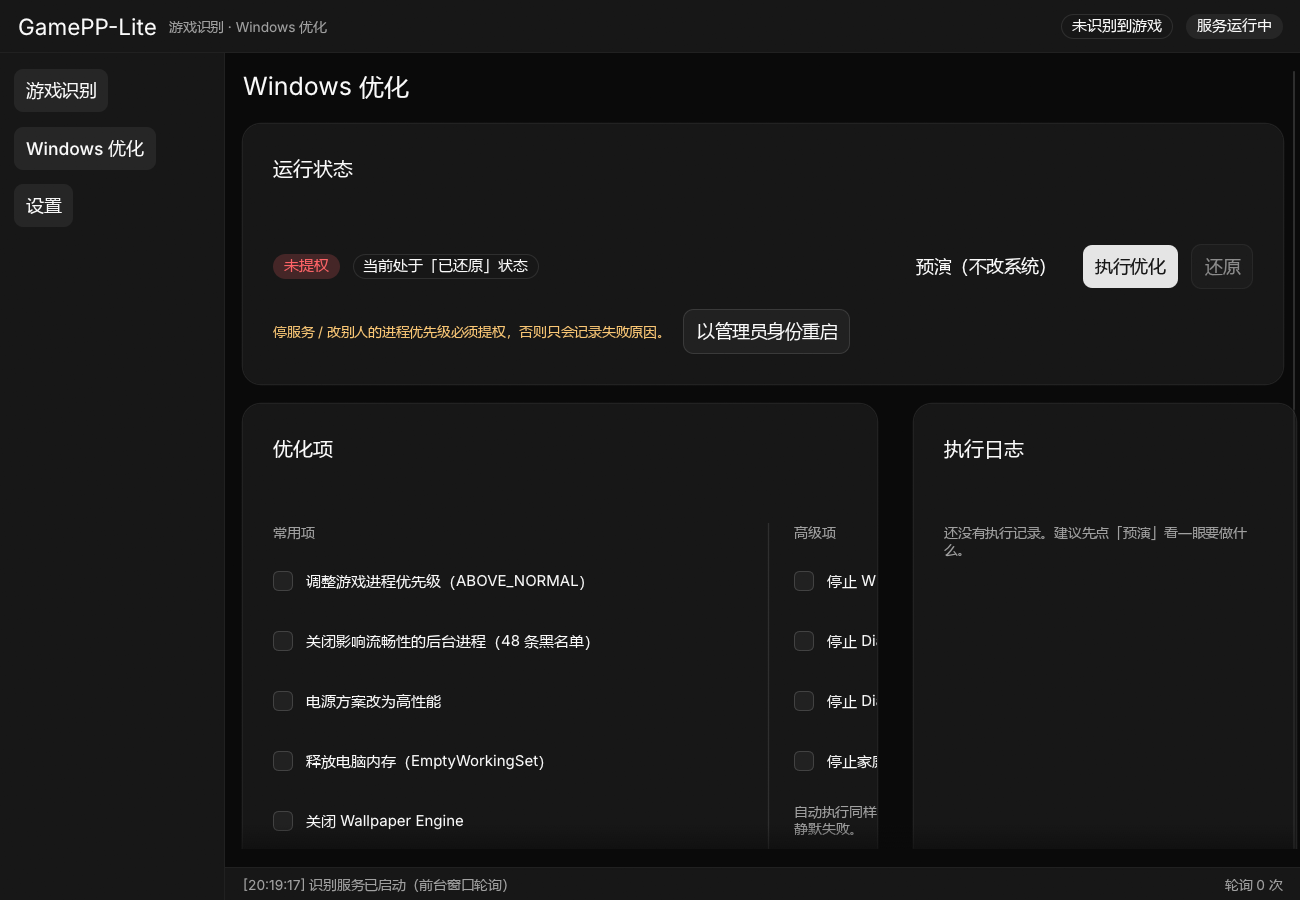 GamePP-Lite 游戏识别 · Windows 优化 未识别到游戏 服务运行中
游戏识别
Windows 优化
设置
Windows 优化
运行状态
未提权 当前处于「已还原」状态 预演（不改系统） 执行优化 还原
停服务 / 改别人的进程优先级必须提权，否则只会记录失败原因。 以管理员身份重启
优化项
常用项
调整游戏进程优先级（ABOVE_NORMAL）
关闭影响流畅性的后台进程（48 条黑名单）
电源方案改为高性能
释放电脑内存（EmptyWorkingSet）
关闭 Wallpaper Engine
高级项
停止 W
停止 Di
停止 Di
停止家
自动执行同样
静默失败。
执行日志
还没有执行记录。建议先点「预演」看一眼要做什
么。
[20:19:17] 识别服务已启动（前台窗口轮询） 轮询 0 次